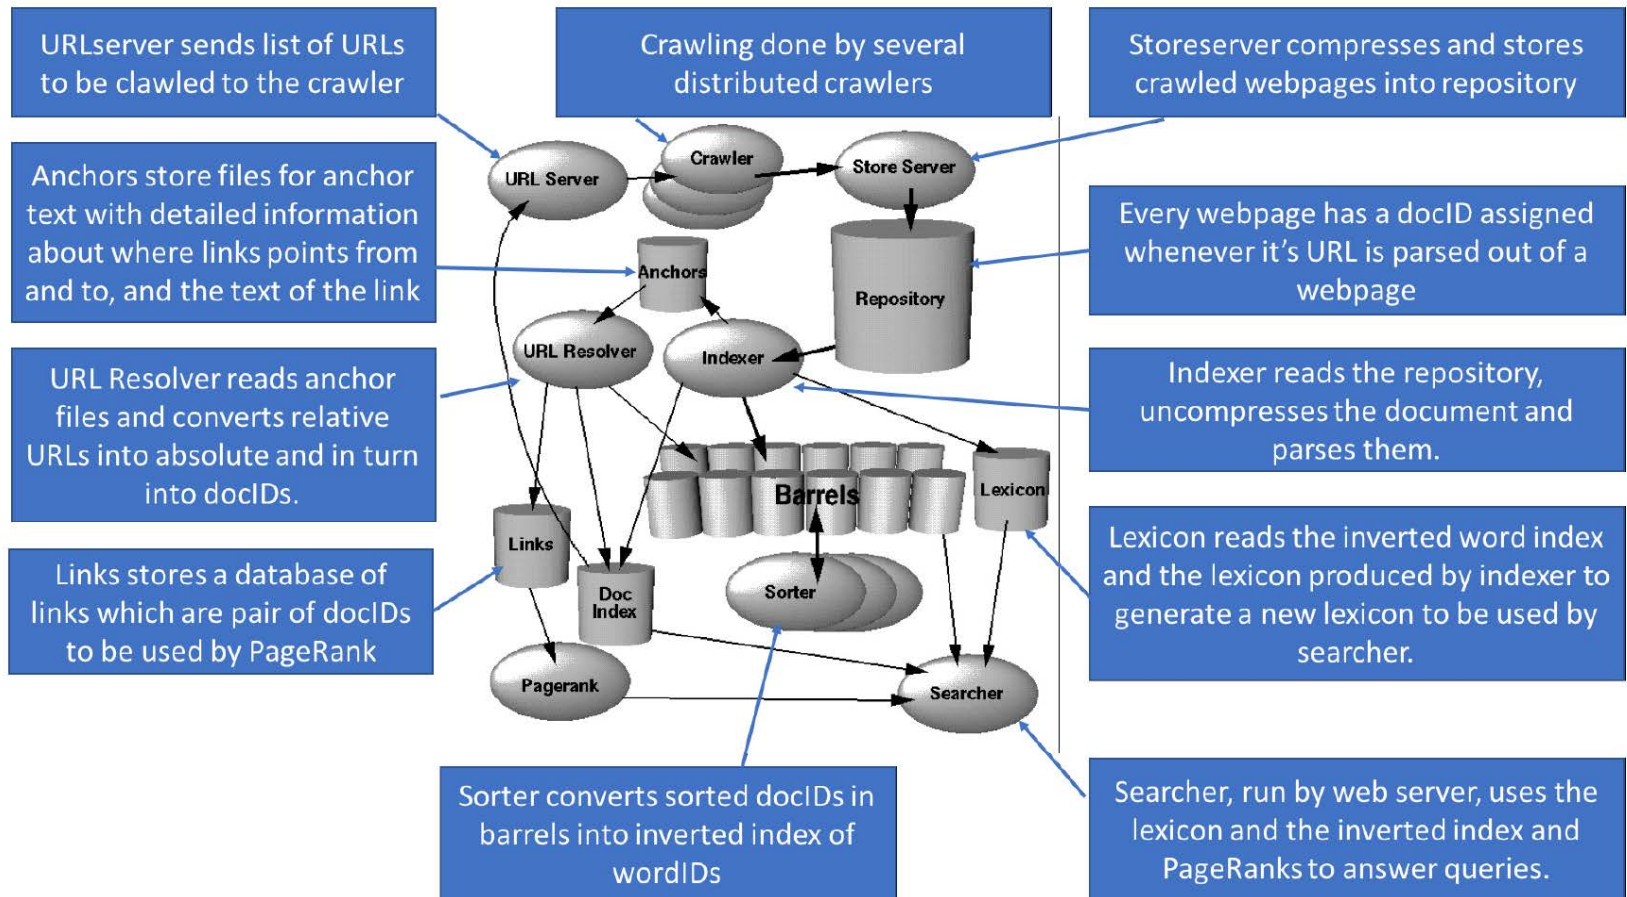 URLserver sends list of URLs
to be clawled to the crawler
Crawling done by several
distributed crawlers
Storeserver compresses and stores
crawled webpages into repository
Anchors store files for anchor
text with detailed information
about where links points from
and to, and the text of the link
Every webpage has a docID assigned
whenever it's URL is parsed out of a
webpage
URL Resolver reads anchor
files and converts relative
URLs into absolute and in turn
into docIDs.
Indexer reads the repository,
uncompresses the document and
parses them.
Links stores a database of
links which are pair of docIDs
to be used by PageRank
Lexicon reads the inverted word index
and the lexicon produced by indexer to
generate a new lexicon to be used by
searcher.
Sorter converts sorted docIDs in
barrels into inverted index of
wordIDs
Searcher, run by web server, uses the
lexicon and the inverted index and
PageRanks to answer queries.
URL Server
Crawler
Store Server
Anchors
Repository
URL Resolver
Indexer
Barrels
Lexicon
Links
Doc
Index
Sorter
Pagerank
Searcher